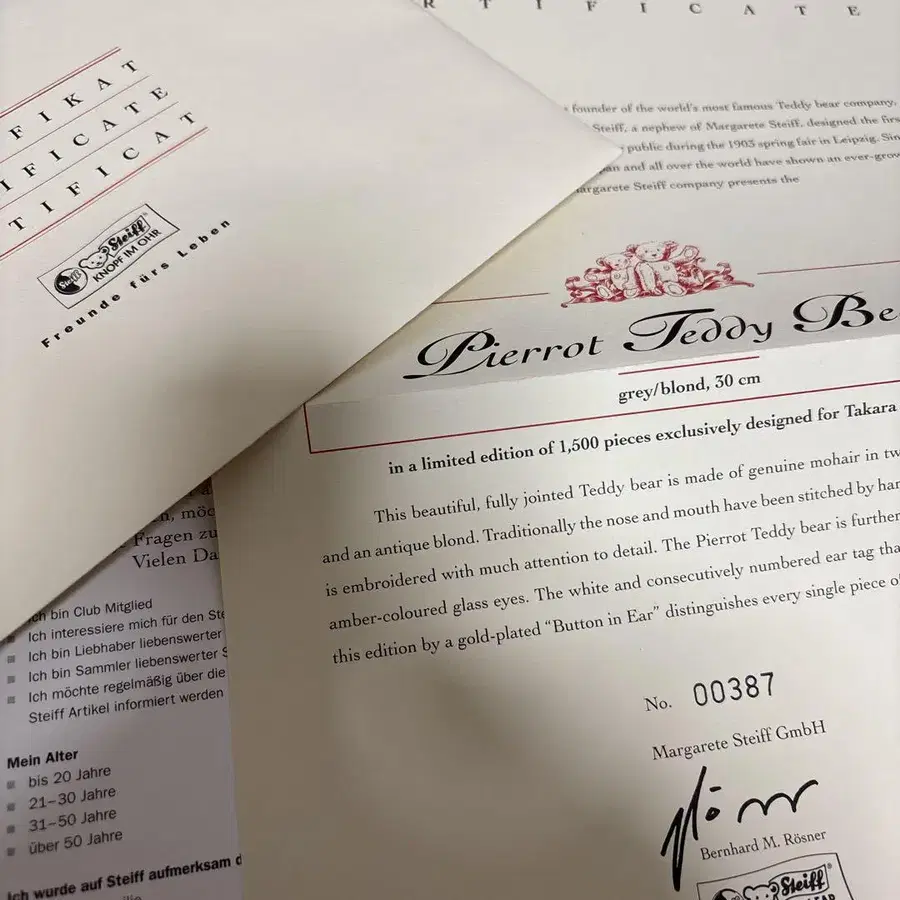 FIKAT
IFICATE
TIFICAT
Steiff
Steiff®
KNOPF IM OHR
Freunde fürs Leben
R T I F I C A T E
founder of the world's most famous Teddy bear company,
Steiff, a nephew of Margarete Steiff, designed the firs
public during the 1903 spring fair in Leipzig. Sin
an and all over the world have shown an ever-grow
argarete Steiff company presents the
Pierrot Teddy Be
grey/blond, 30 cm
in a limited edition of 1,500 pieces exclusively designed for Takara
This beautiful, fully jointed Teddy bear is made of genuine mohair in tw
and an antique blond. Traditionally the nose and mouth have been stitched by han
is embroidered with much attention to detail. The Pierrot Teddy bear is further
amber-coloured glass eyes. The white and consecutively numbered ear tag tha
this edition by a gold-plated “Button in Ear” distinguishes every single piece o
No. 00387
Margarete Steiff GmbH
Bernhard M. Rösner
Steiff®
n, möc
Fragen zu
Vielen Da
Ich bin Club Mitglied
Ich interessiere mich für den Ste
Ich bin Liebhaber liebenswerter
Ich bin Sammler liebenswerter S
Ich möchte regelmäßig über die
Steiff Artikel informiert werden
Mein Alter
bis 20 Jahre
21–30 Jahre
31–50 Jahre
über 50 Jahre
Ich wurde auf Steiff aufmerksam d